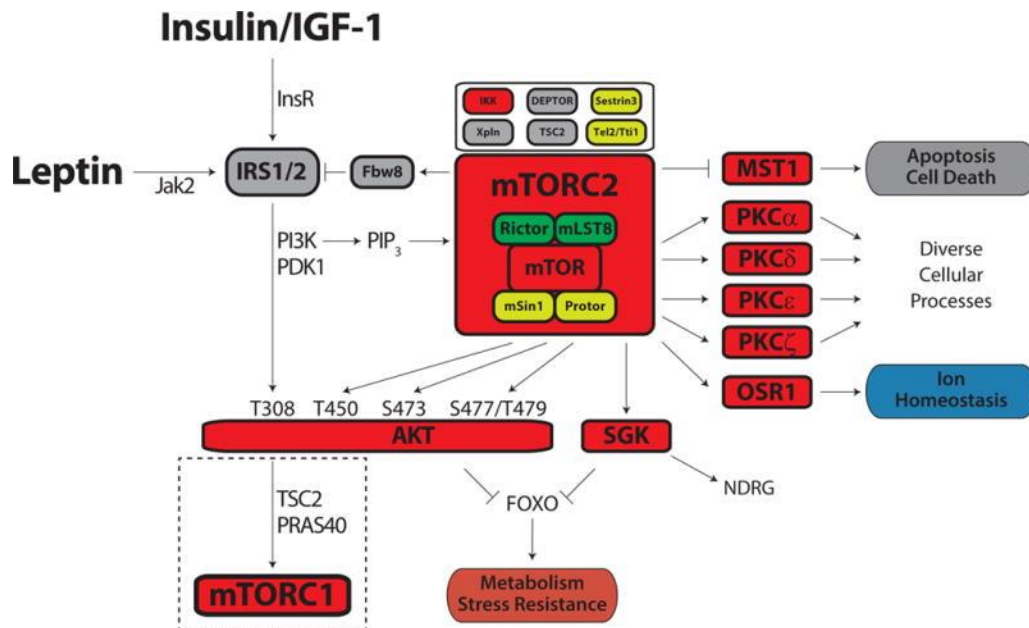 Insulin/IGF-1
InsR
IKK
DEPTOR
Sestrin3
Xpln
TSC2
Tel2/Tti1
Leptin
Jak2
IRS1/2
Fbw8
mTORC2
Rictor
mLST8
mTOR
mSin1
Protor
PI3K
PDK1
PIP3
MST1
Apoptosis
Cell Death
PKCα
PKCδ
PKCε
PKCζ
Diverse
Cellular
Processes
OSR1
Ion
Homeostasis
T308
T450
S473
S477/T479
AKT
SGK
NDRG
FOXO
TSC2
PRAS40
mTORC1
Metabolism
Stress Resistance